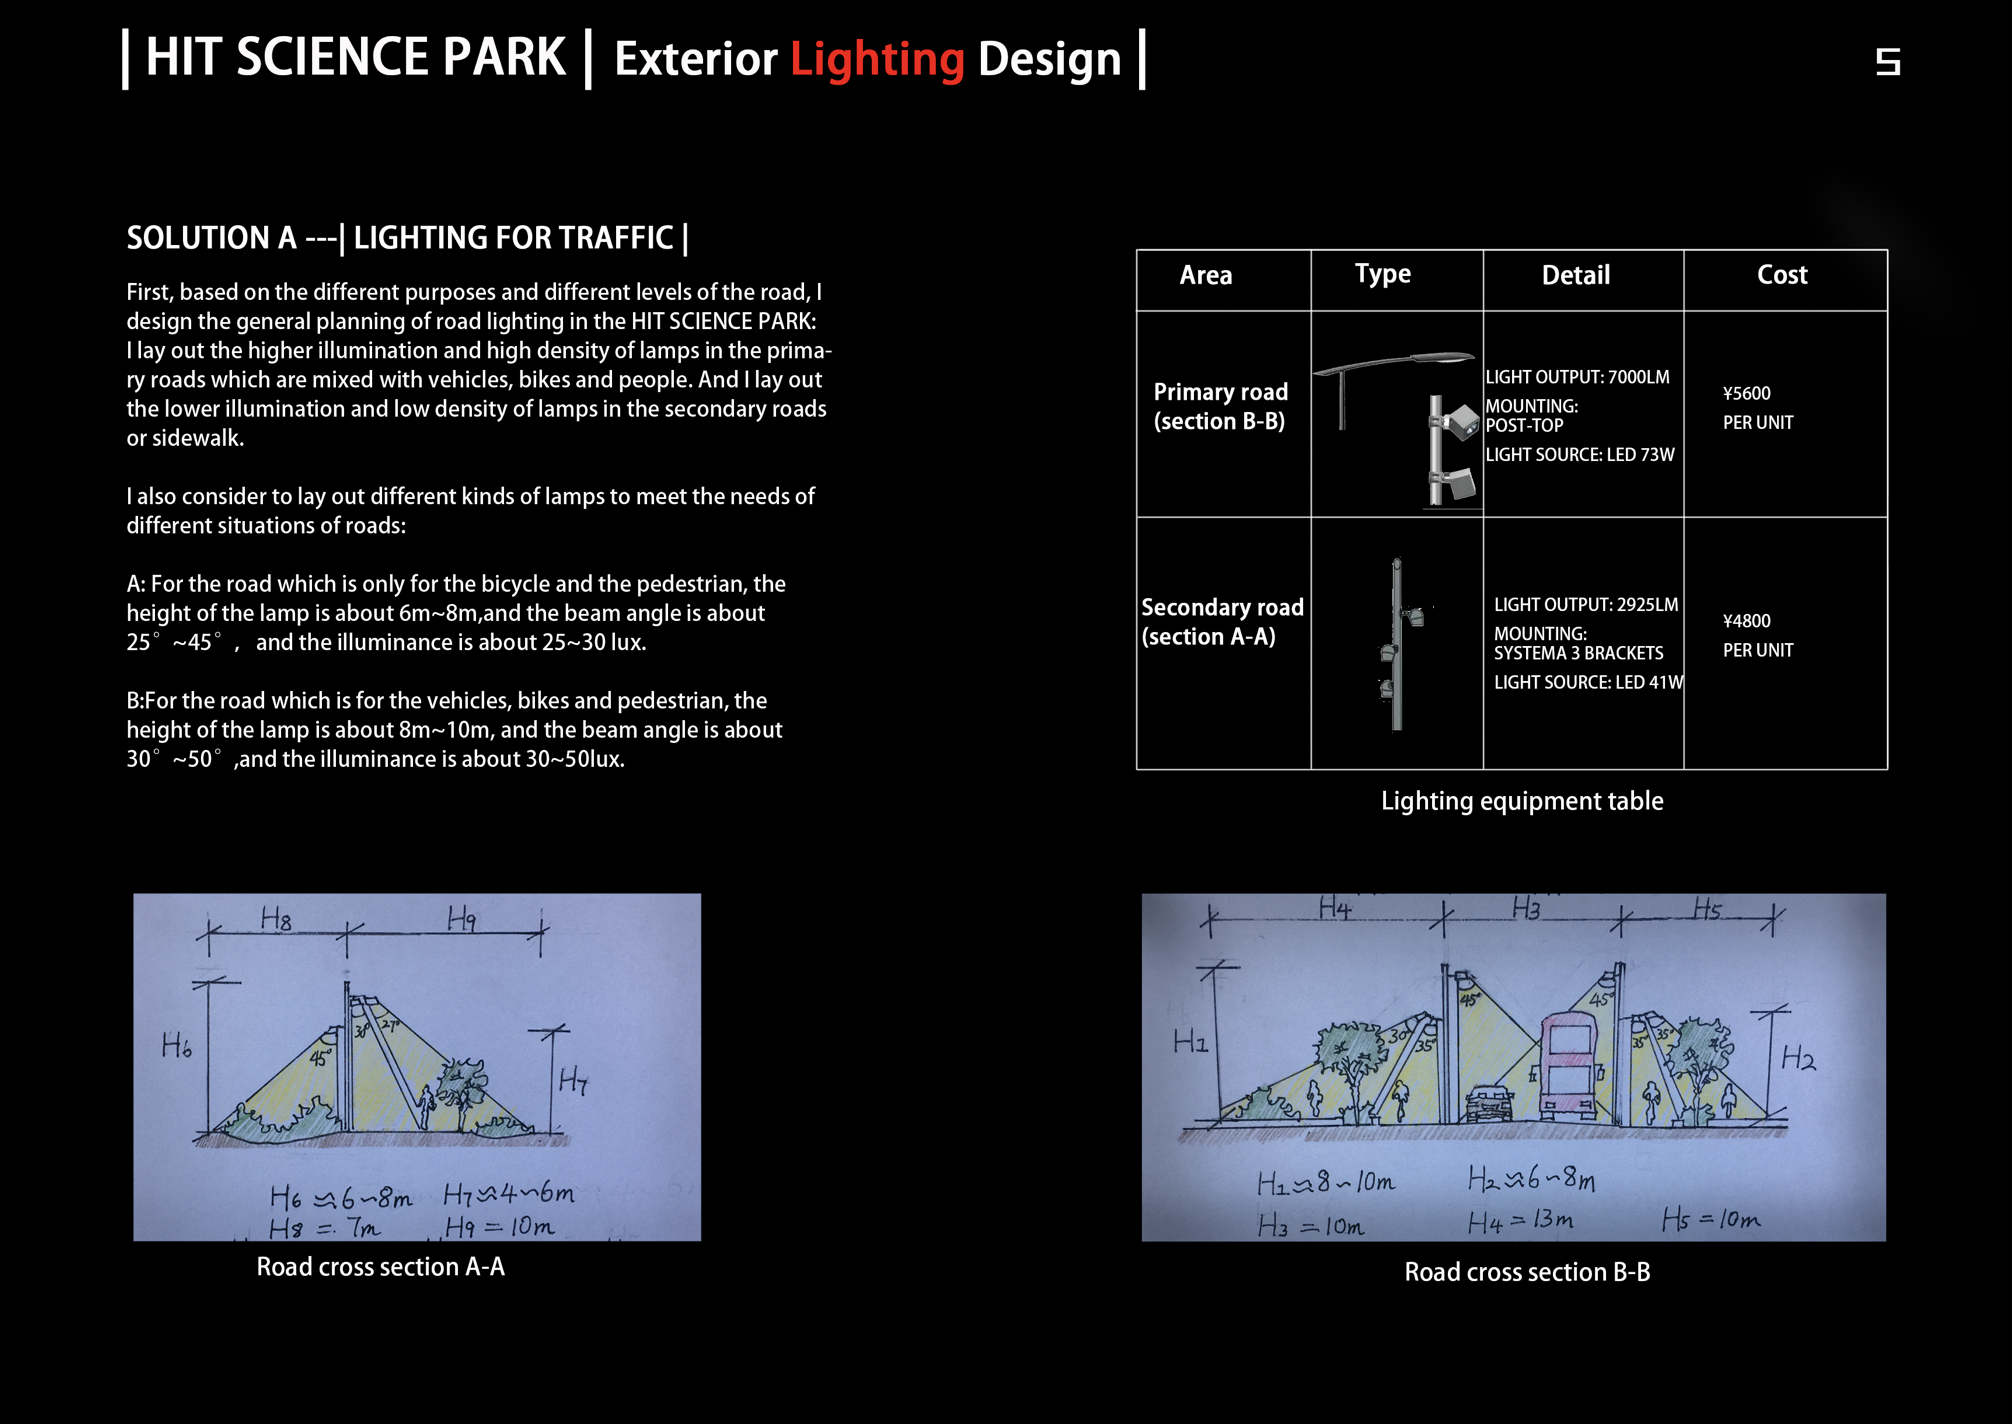 | HIT SCIENCE PARK | Exterior Lighting Design |
5
SOLUTION A ---| LIGHTING FOR TRAFFIC |
First, based on the different purposes and different levels of the road, I
design the general planning of road lighting in the HIT SCIENCE PARK:
I lay out the higher illumination and high density of lamps in the prima-
ry roads which are mixed with vehicles, bikes and people. And I lay out
the lower illumination and low density of lamps in the secondary roads
or sidewalk.
I also consider to lay out different kinds of lamps to meet the needs of
different situations of roads:
A: For the road which is only for the bicycle and the pedestrian, the
height of the lamp is about 6m~8m,and the beam angle is about
25° ~45° , and the illuminance is about 25~30 lux.
B:For the road which is for the vehicles, bikes and pedestrian, the
height of the lamp is about 8m~10m, and the beam angle is about
30° ~50° ,and the illuminance is about 30~50lux.
Area
Type
Detail
Cost
Primary road
(section B-B)
LIGHT OUTPUT: 7000LM
MOUNTING:
POST-TOP
LIGHT SOURCE: LED 73W
¥5600
PER UNIT
Secondary road
(section A-A)
LIGHT OUTPUT: 2925LM
MOUNTING:
SYSTEMA 3 BRACKETS
LIGHT SOURCE: LED 41W
¥4800
PER UNIT
Lighting equipment table
H8
H9
H6
45°
30°
27°
H7
H6≈6~8m H7≈4~6m
H8 = 7m H9 = 10m
Road cross section A-A
H4
H3
H5
H1
30°
35°
45°
45°
35°
35°
H2
H1≈8~10m H2≈6~8m
H3 = 10m H4 = 13m H5 = 10m
Road cross section B-B